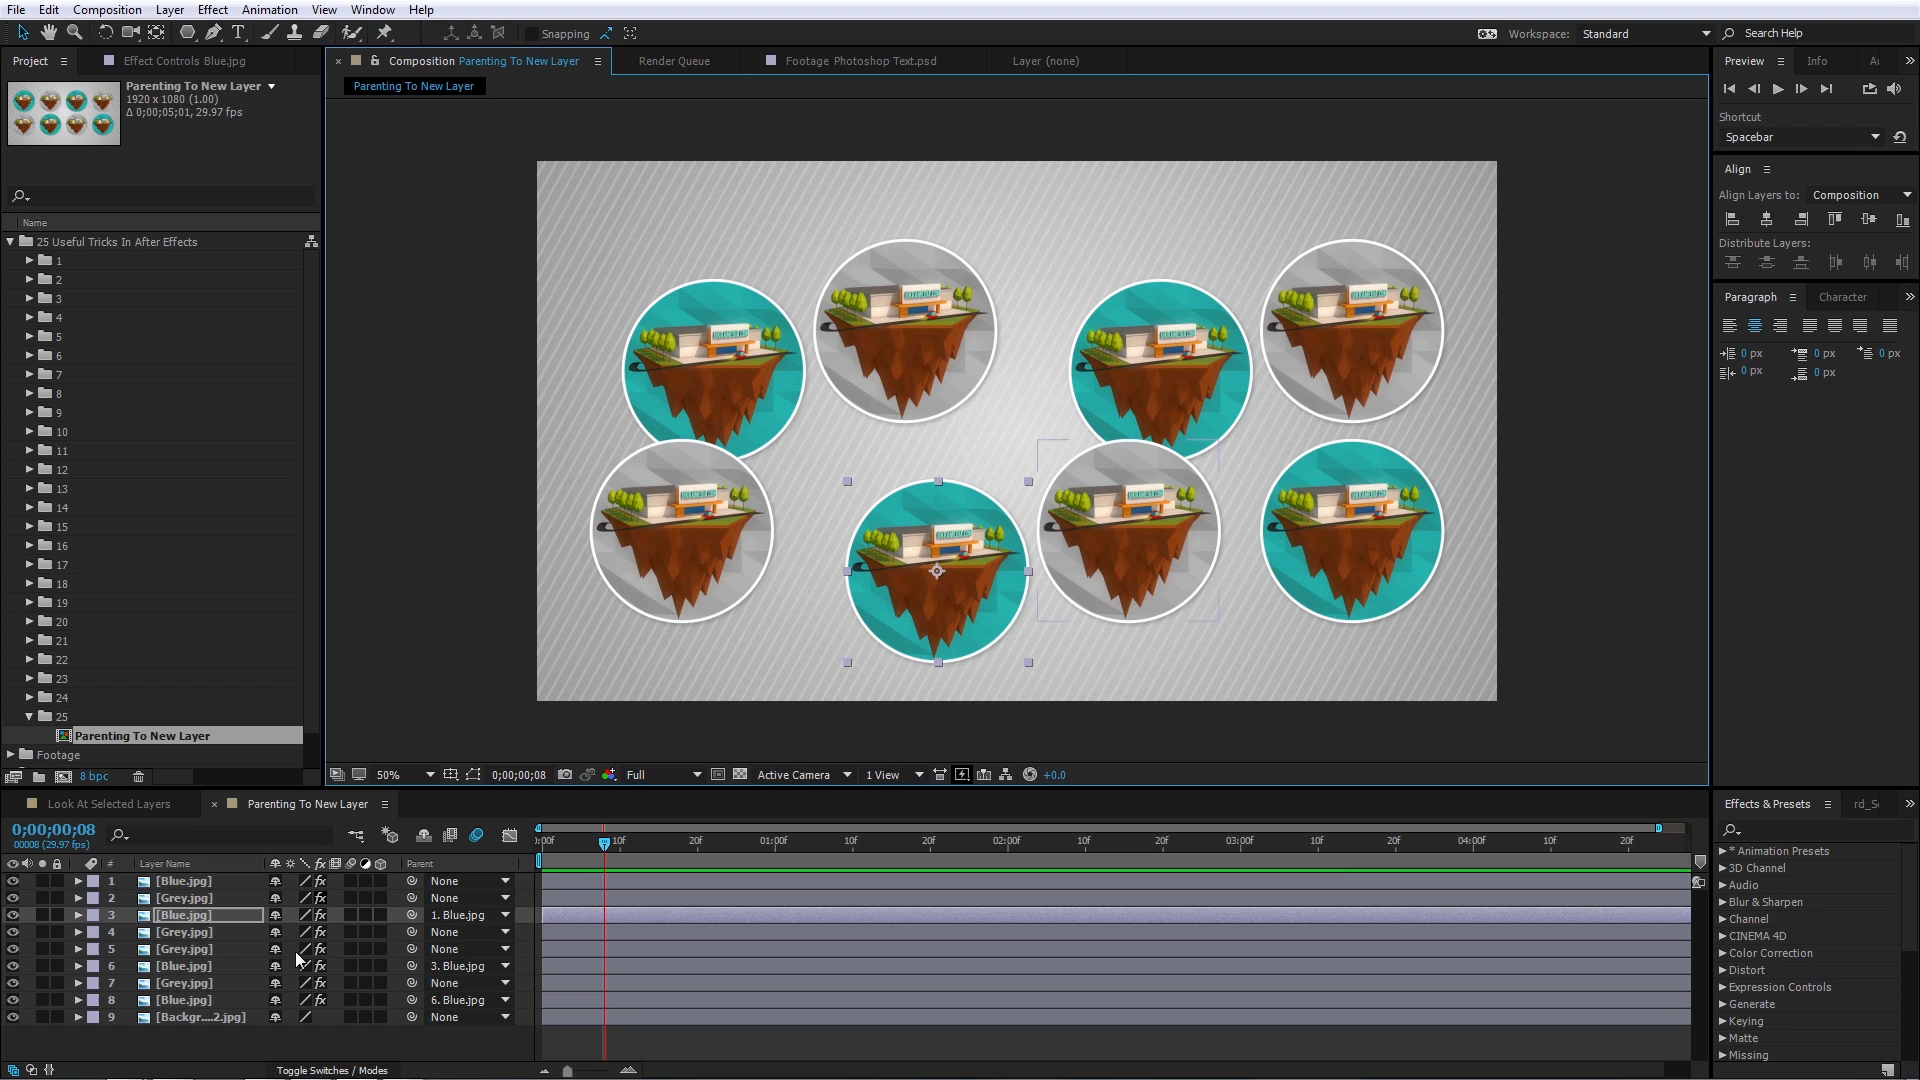 File Edit Composition Layer Effect Animation View Window Help
Snapping
Workspace: Standard Search Help
Project Effect Controls Blue.jpg
Composition Parenting To New Layer Render Queue Footage Photoshop Text.psd Layer (none)
Preview Info
Parenting To New Layer
Parenting To New Layer
1920 x 1080 (1.00)
Δ 0;00;05;01, 29.97 fps
Shortcut
Spacebar
Align
Align Layers to: Composition
Distribute Layers:
Paragraph Character
0 px 0 px 0 px
0 px 0 px
Name
25 Useful Tricks In After Effects
1
2
3
4
5
6
7
8
9
10
11
12
13
14
15
16
17
18
19
20
21
22
23
24
25
Parenting To New Layer
Footage
8 bpc
50% 0;00;00;08 Full Active Camera 1 View +0.0
Look At Selected Layers Parenting To New Layer
0;00;00;08
00008 (29.97 fps)
:00f 10f 20f 01:00f 10f 20f 02:00f 10f 20f 03:00f 10f 20f 04:00f 10f 20f
# Layer Name fx Parent
1 [Blue.jpg] fx None
2 [Grey.jpg] fx None
3 [Blue.jpg] fx 1. Blue.jpg
4 [Grey.jpg] fx None
5 [Grey.jpg] fx None
6 [Blue.jpg] fx 3. Blue.jpg
7 [Grey.jpg] fx None
8 [Blue.jpg] fx 6. Blue.jpg
9 [Backgr....2.jpg] None
Toggle Switches / Modes
Effects & Presets
* Animation Presets
3D Channel
Audio
Blur & Sharpen
Channel
CINEMA 4D
Color Correction
Distort
Expression Controls
Generate
Keying
Matte
Missing